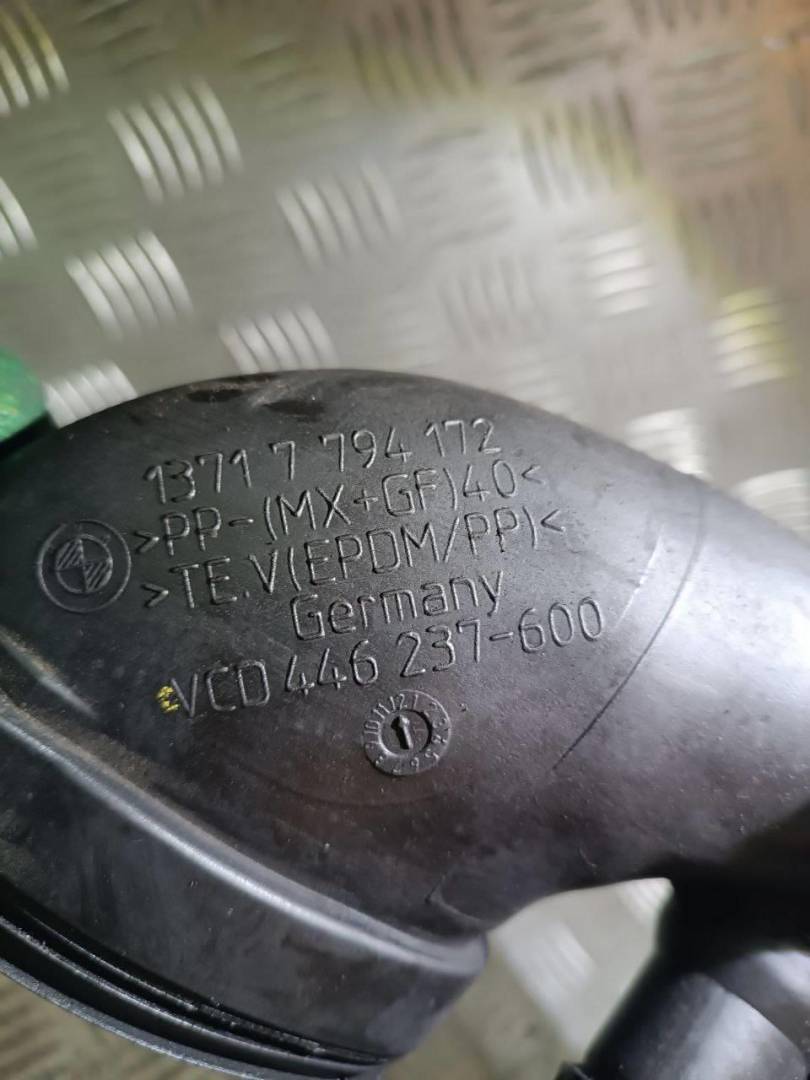 1371 7 794 172
>PP-(MX+GF)40<
>TE.V(EPDM/PP)<
Germany
VCD 446 237-600